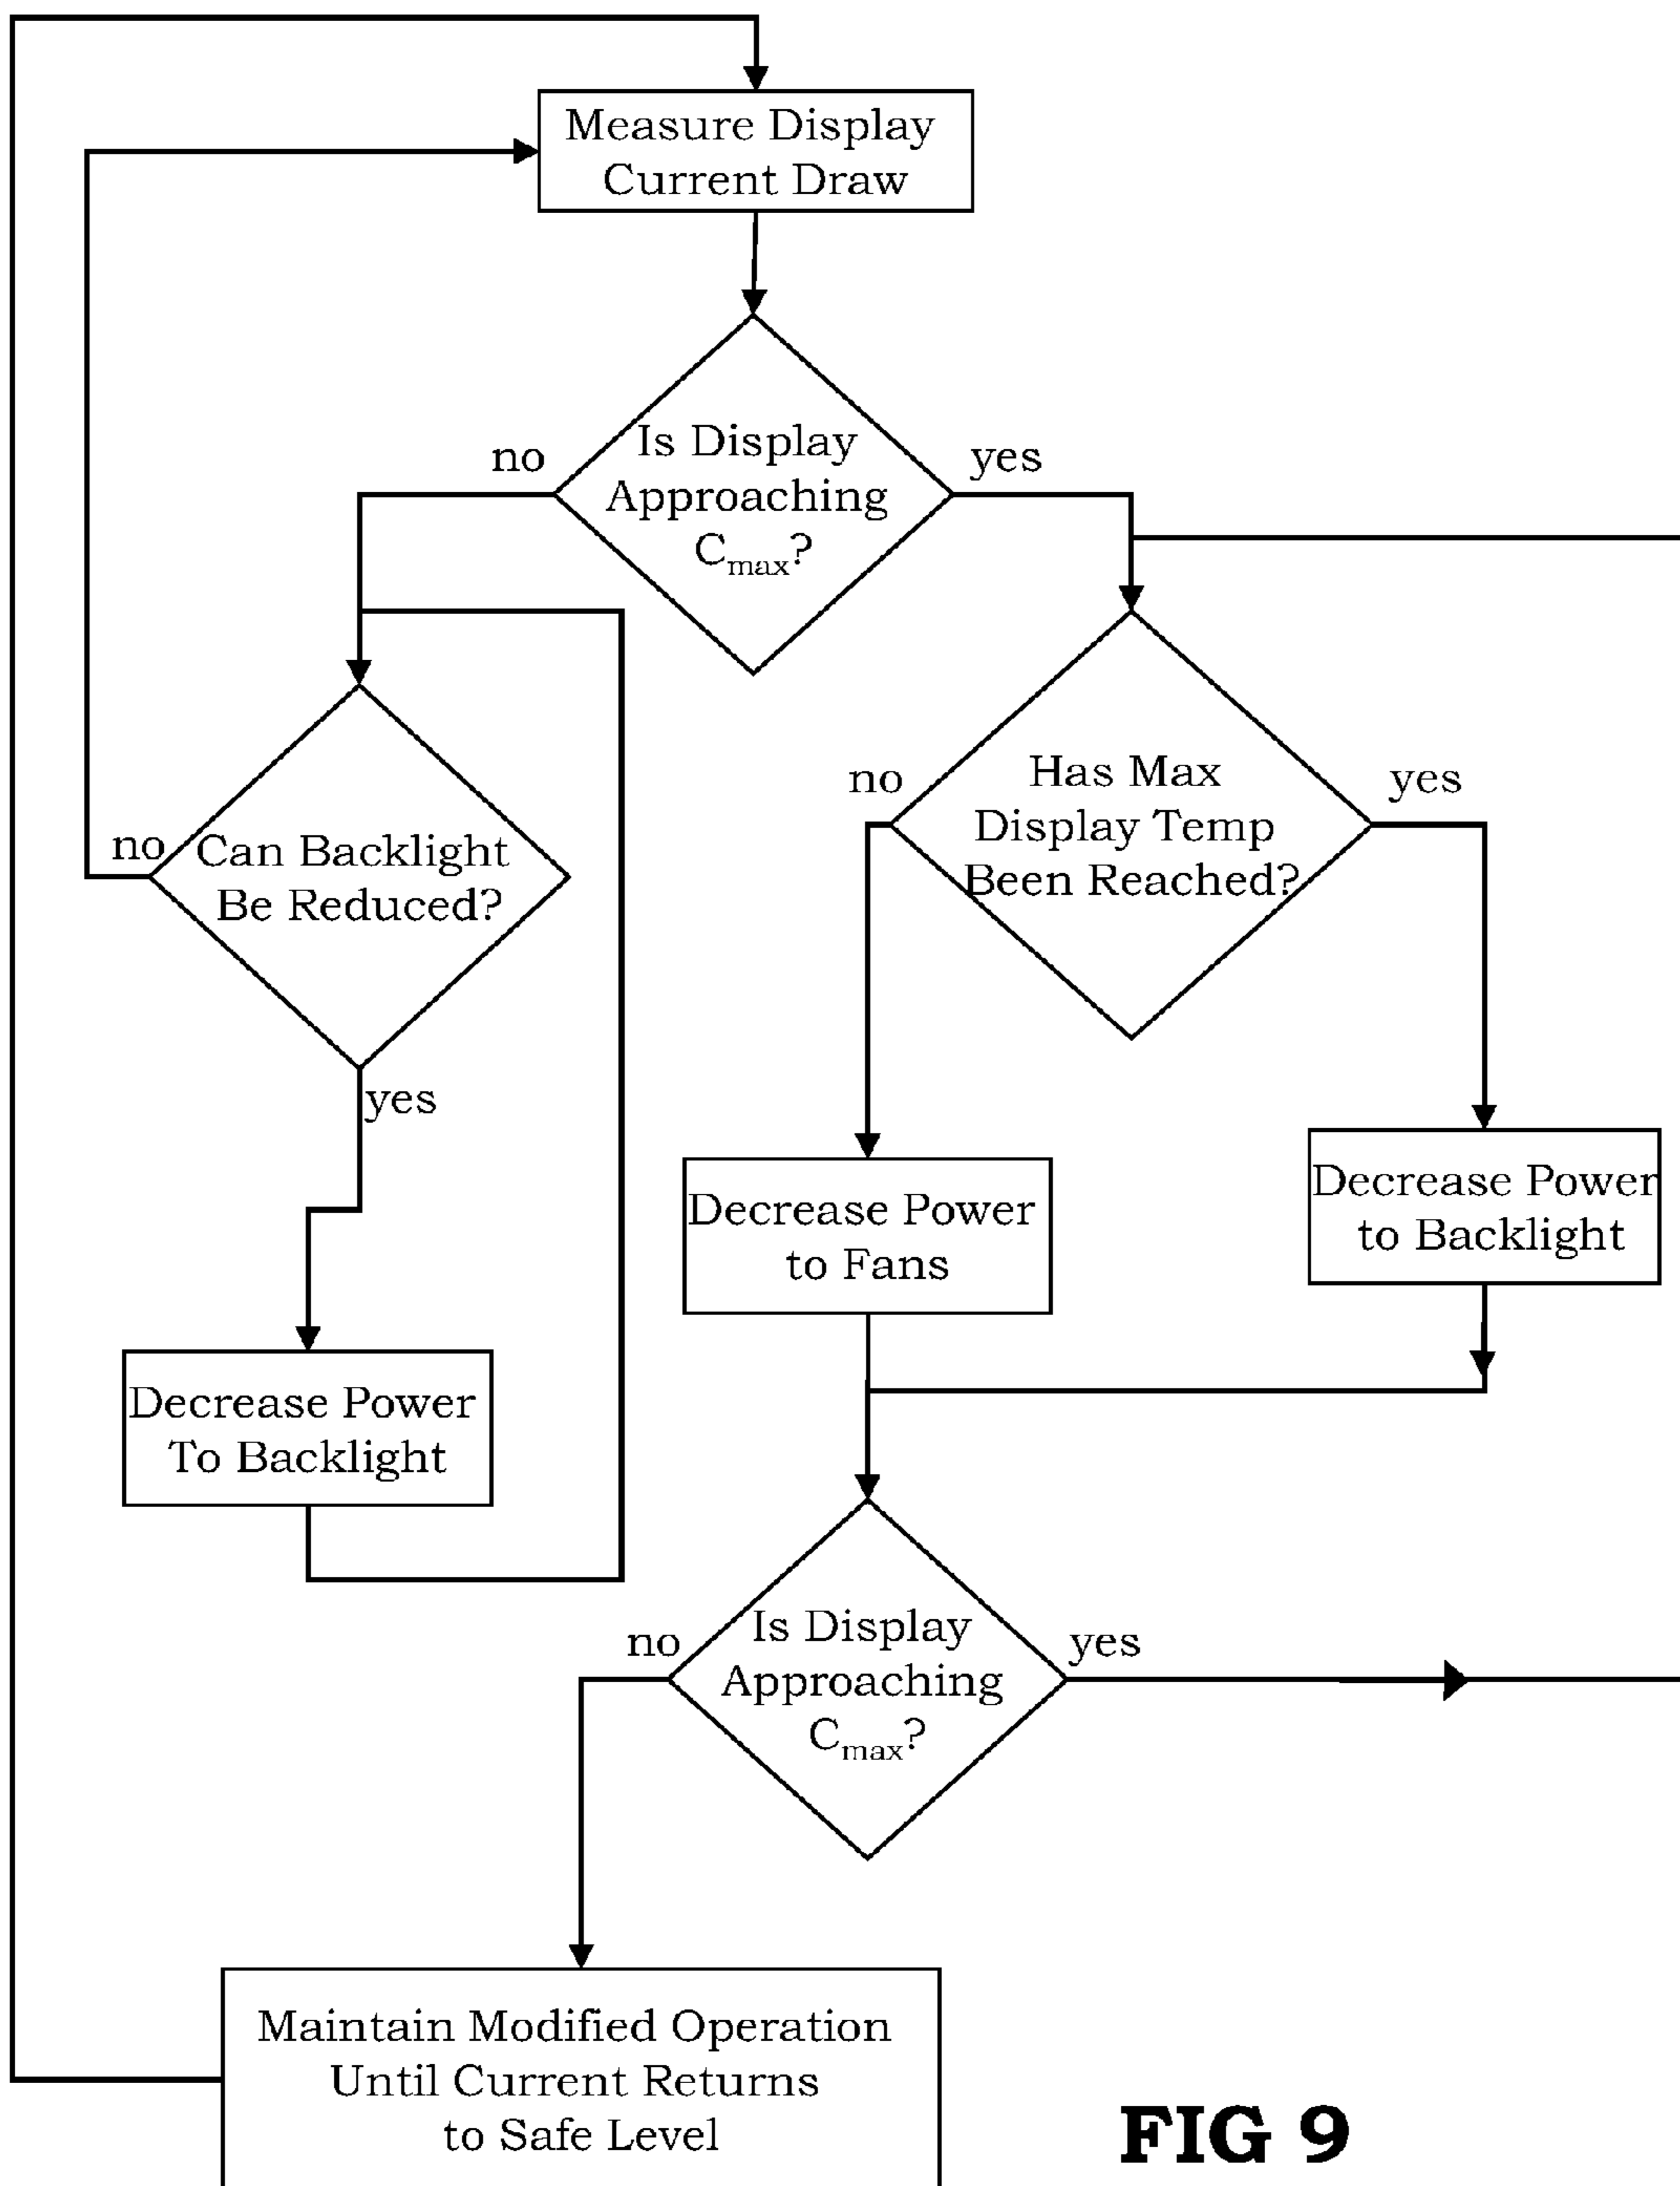 Measure Display
Current Draw
Is Display
Approaching
Cmax?
no
yes
Can Backlight
Be Reduced?
no
yes
Has Max
Display Temp
Been Reached?
no
yes
Decrease Power
to Fans
Decrease Power
to Backlight
Decrease Power
To Backlight
Is Display
Approaching
Cmax?
no
yes
Maintain Modified Operation
Until Current Returns
to Safe Level
FIG 9